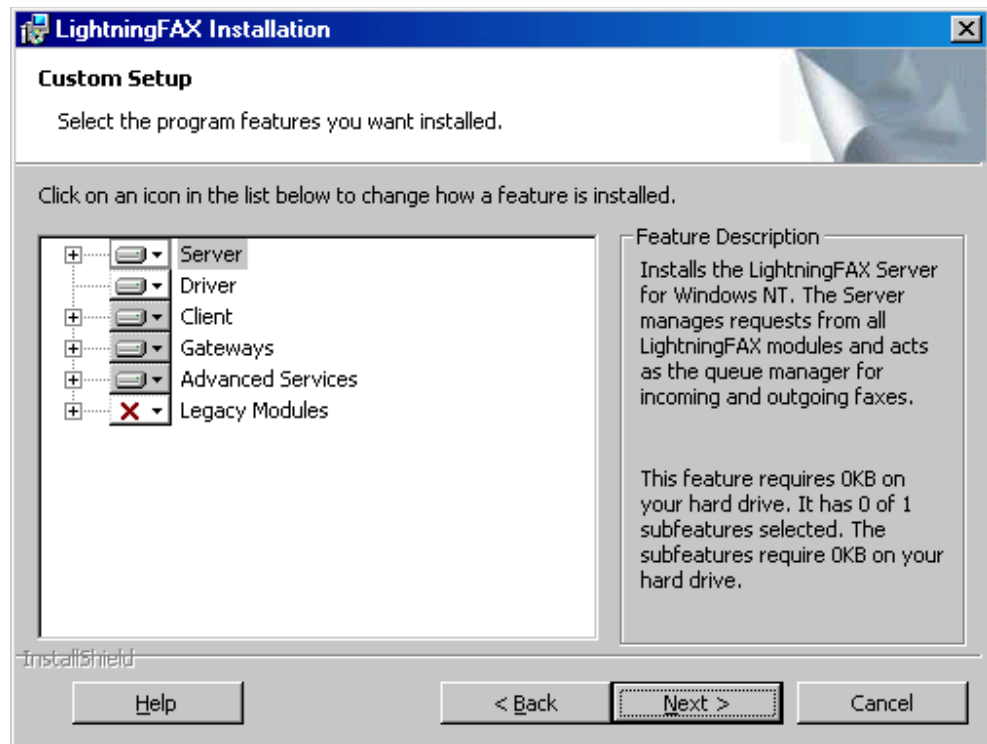 LightningFAX Installation
Custom Setup
Select the program features you want installed.
Click on an icon in the list below to change how a feature is installed.
Server
Driver
Client
Gateways
Advanced Services
Legacy Modules
Feature Description
Installs the LightningFAX Server
for Windows NT. The Server
manages requests from all
LightningFAX modules and acts
as the queue manager for
incoming and outgoing faxes.
This feature requires 0KB on
your hard drive. It has 0 of 1
subfeatures selected. The
subfeatures require 0KB on your
hard drive.
InstallShield
Help
< Back
Next >
Cancel